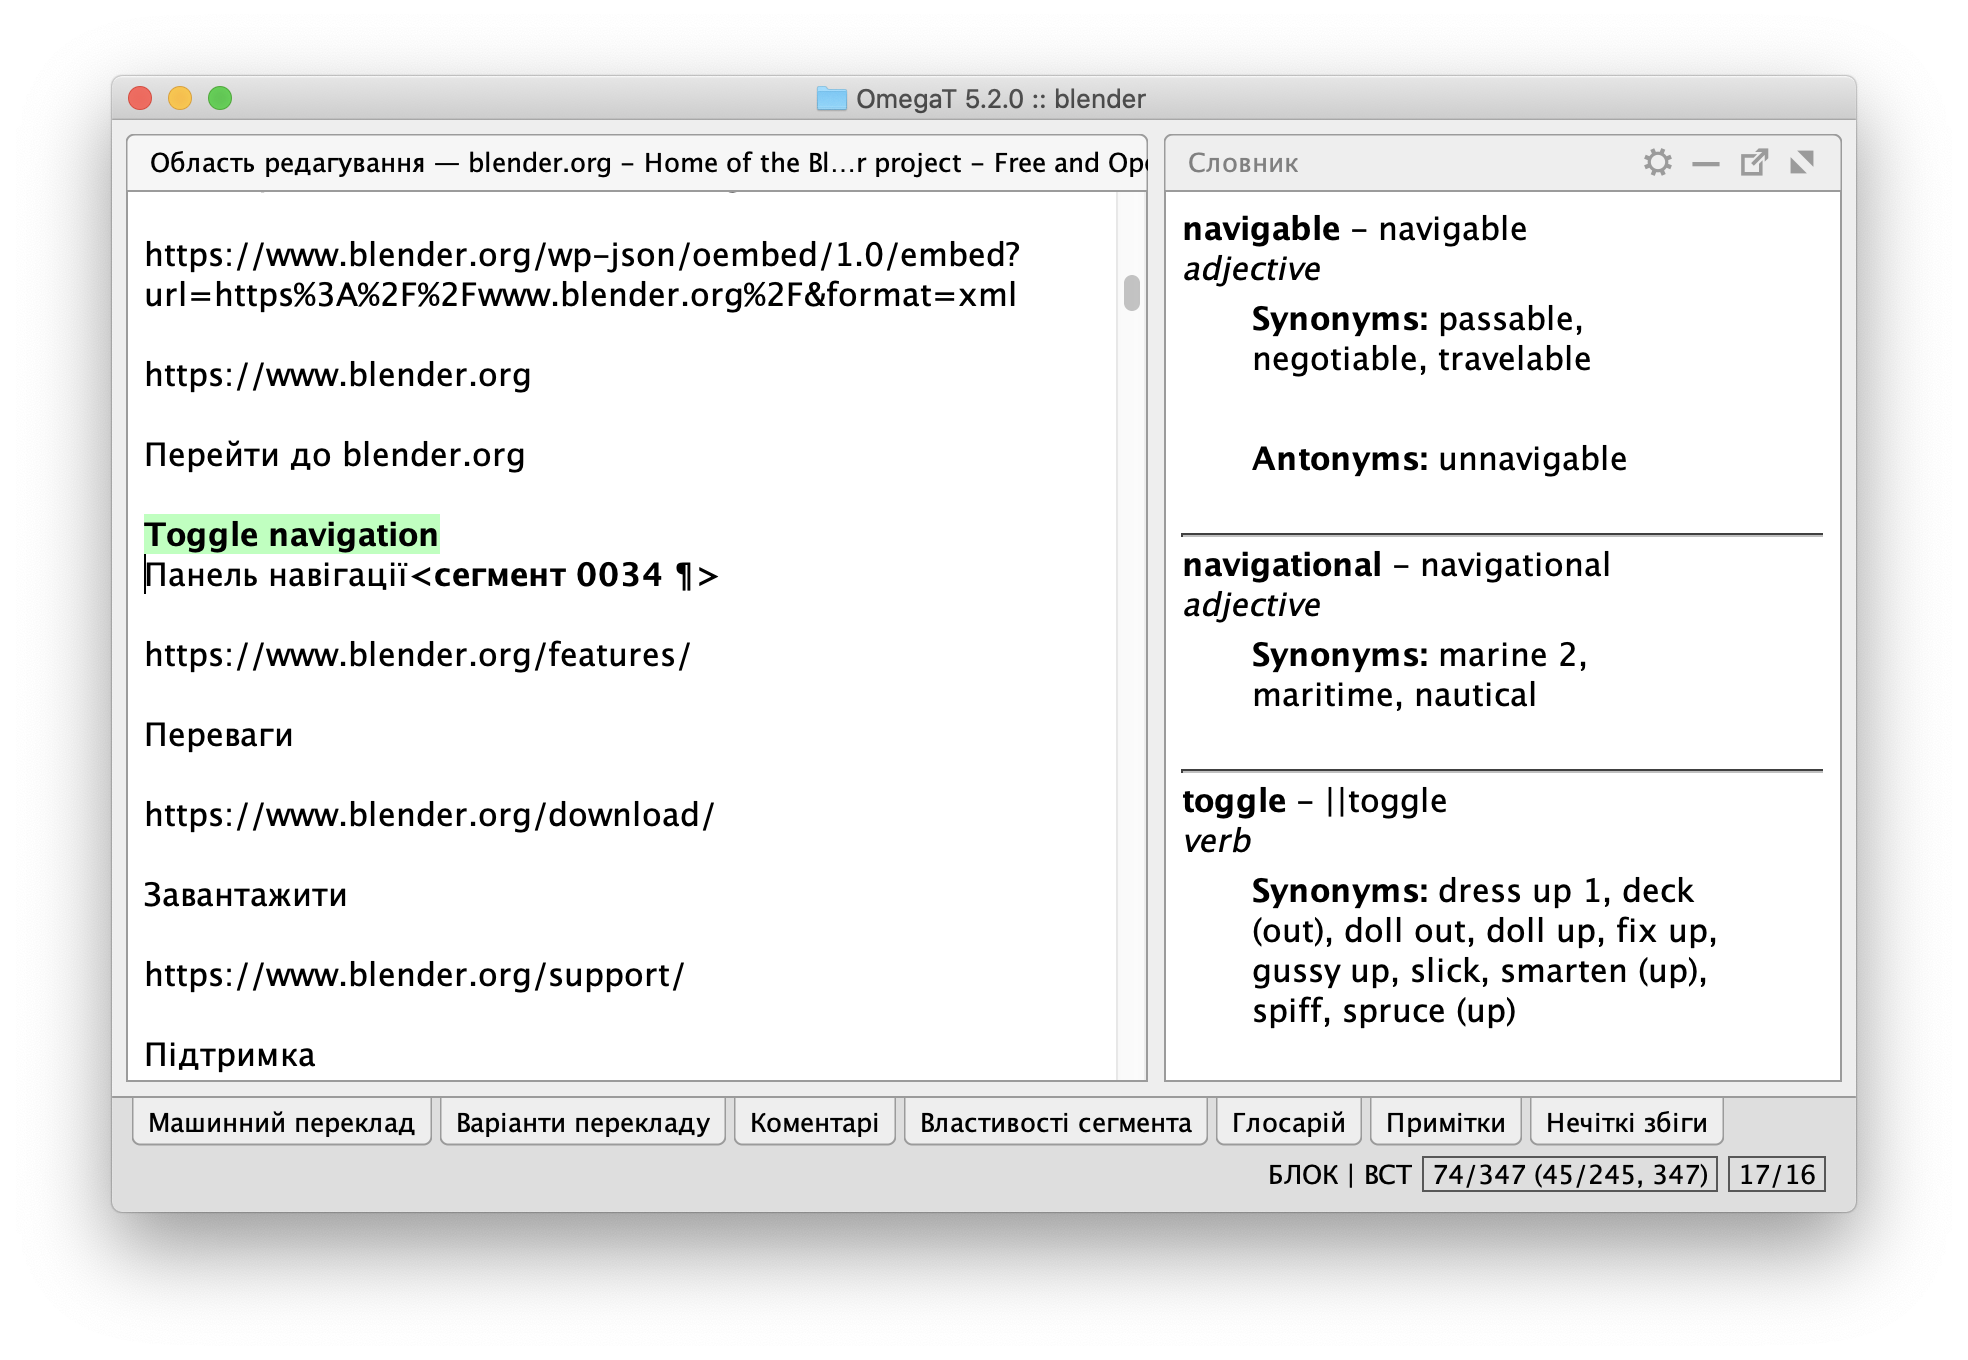 OmegaT 5.2.0 :: blender
Область редагування — blender.org – Home of the Bl...r project – Free and Ope
https://www.blender.org/wp-json/oembed/1.0/embed?
url=https%3A%2F%2Fwww.blender.org%2F&format=xml
https://www.blender.org
Перейти до blender.org
Toggle navigation
Панель навігації<сегмент 0034 ¶>
https://www.blender.org/features/
Переваги
https://www.blender.org/download/
Завантажити
https://www.blender.org/support/
Підтримка
Словник
navigable – navigable
adjective
Synonyms: passable,
negotiable, travelable
Antonyms: unnavigable
navigational – navigational
adjective
Synonyms: marine 2,
maritime, nautical
toggle – ||toggle
verb
Synonyms: dress up 1, deck
(out), doll out, doll up, fix up,
gussy up, slick, smarten (up),
spiff, spruce (up)
Машинний переклад Варіанти перекладу Коментарі Властивості сегмента Глосарій Примітки Нечіткі збіги
БЛОК | ВСТ 74/347 (45/245, 347) 17/16